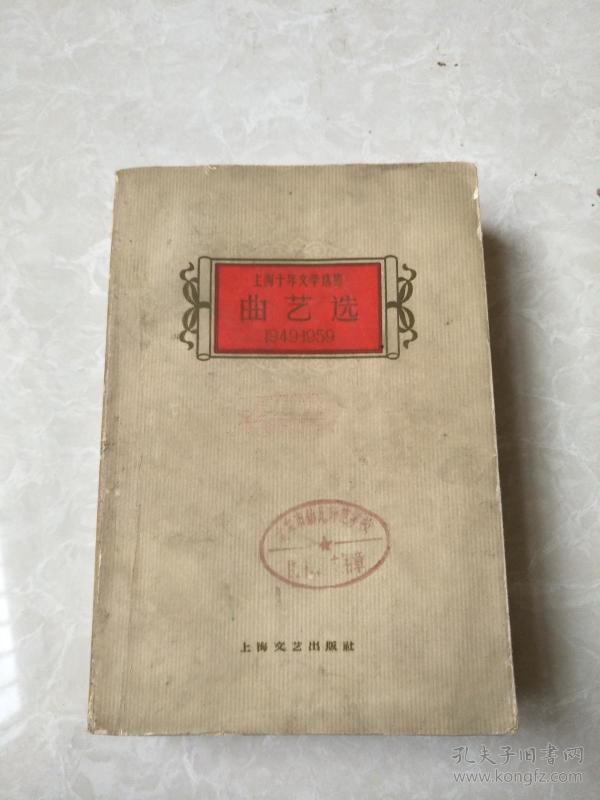 上海十年文学选集
曲艺选
1949-1959
上海文艺出版社
孔夫子旧书网
www.kongfz.com